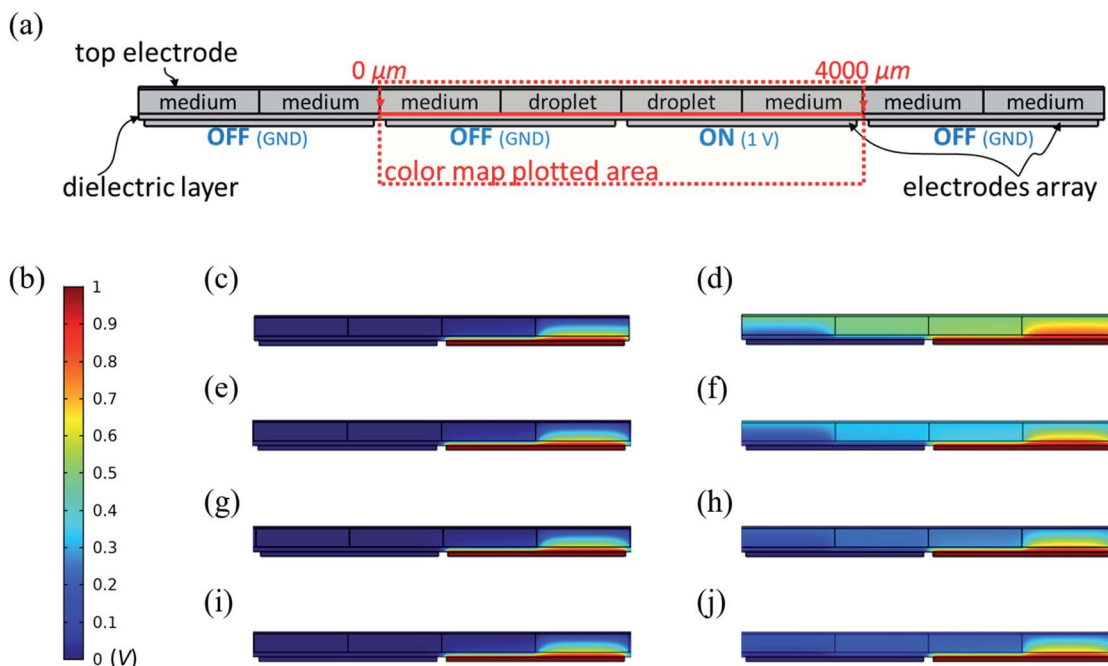 (a)
top electrode
0 μm
4000 μm
medium medium medium droplet droplet medium medium medium
OFF (GND) OFF (GND) ON (1 V) OFF (GND)
color map plotted area
dielectric layer
electrodes array
(b)
1
0.9
0.8
0.7
0.6
0.5
0.4
0.3
0.2
0.1
0 (V)
(c)
(d)
(e)
(f)
(g)
(h)
(i)
(j)